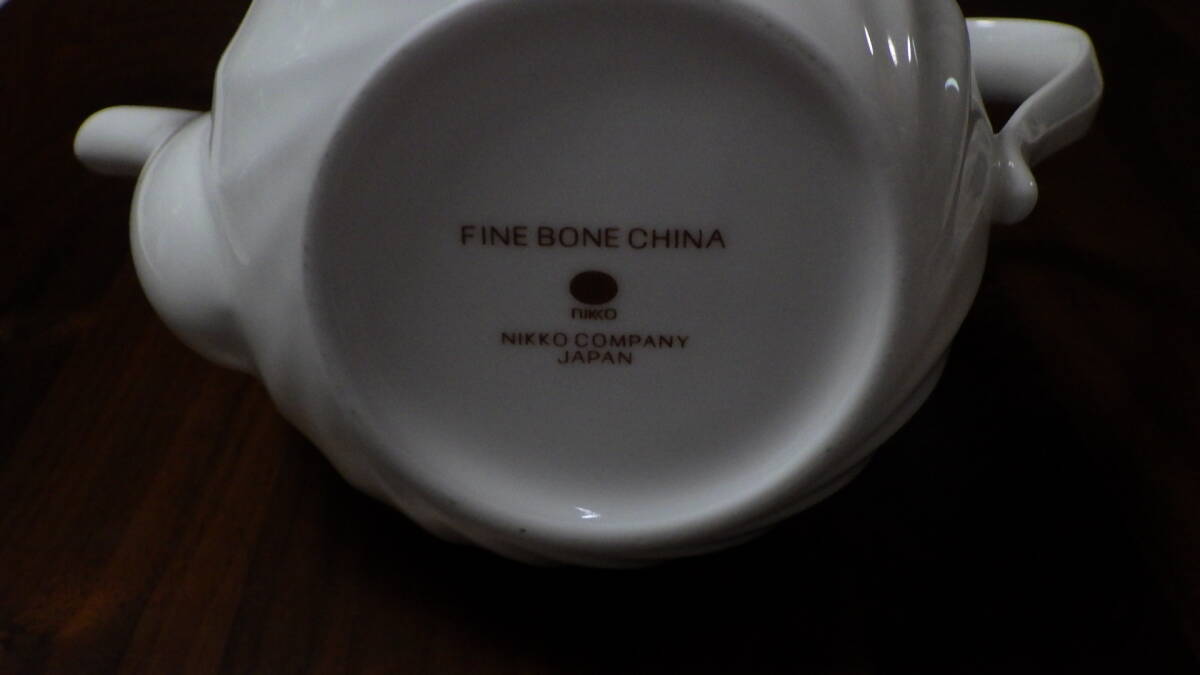 FINE BONE CHINA
NIKKO
NIKKO COMPANY
JAPAN